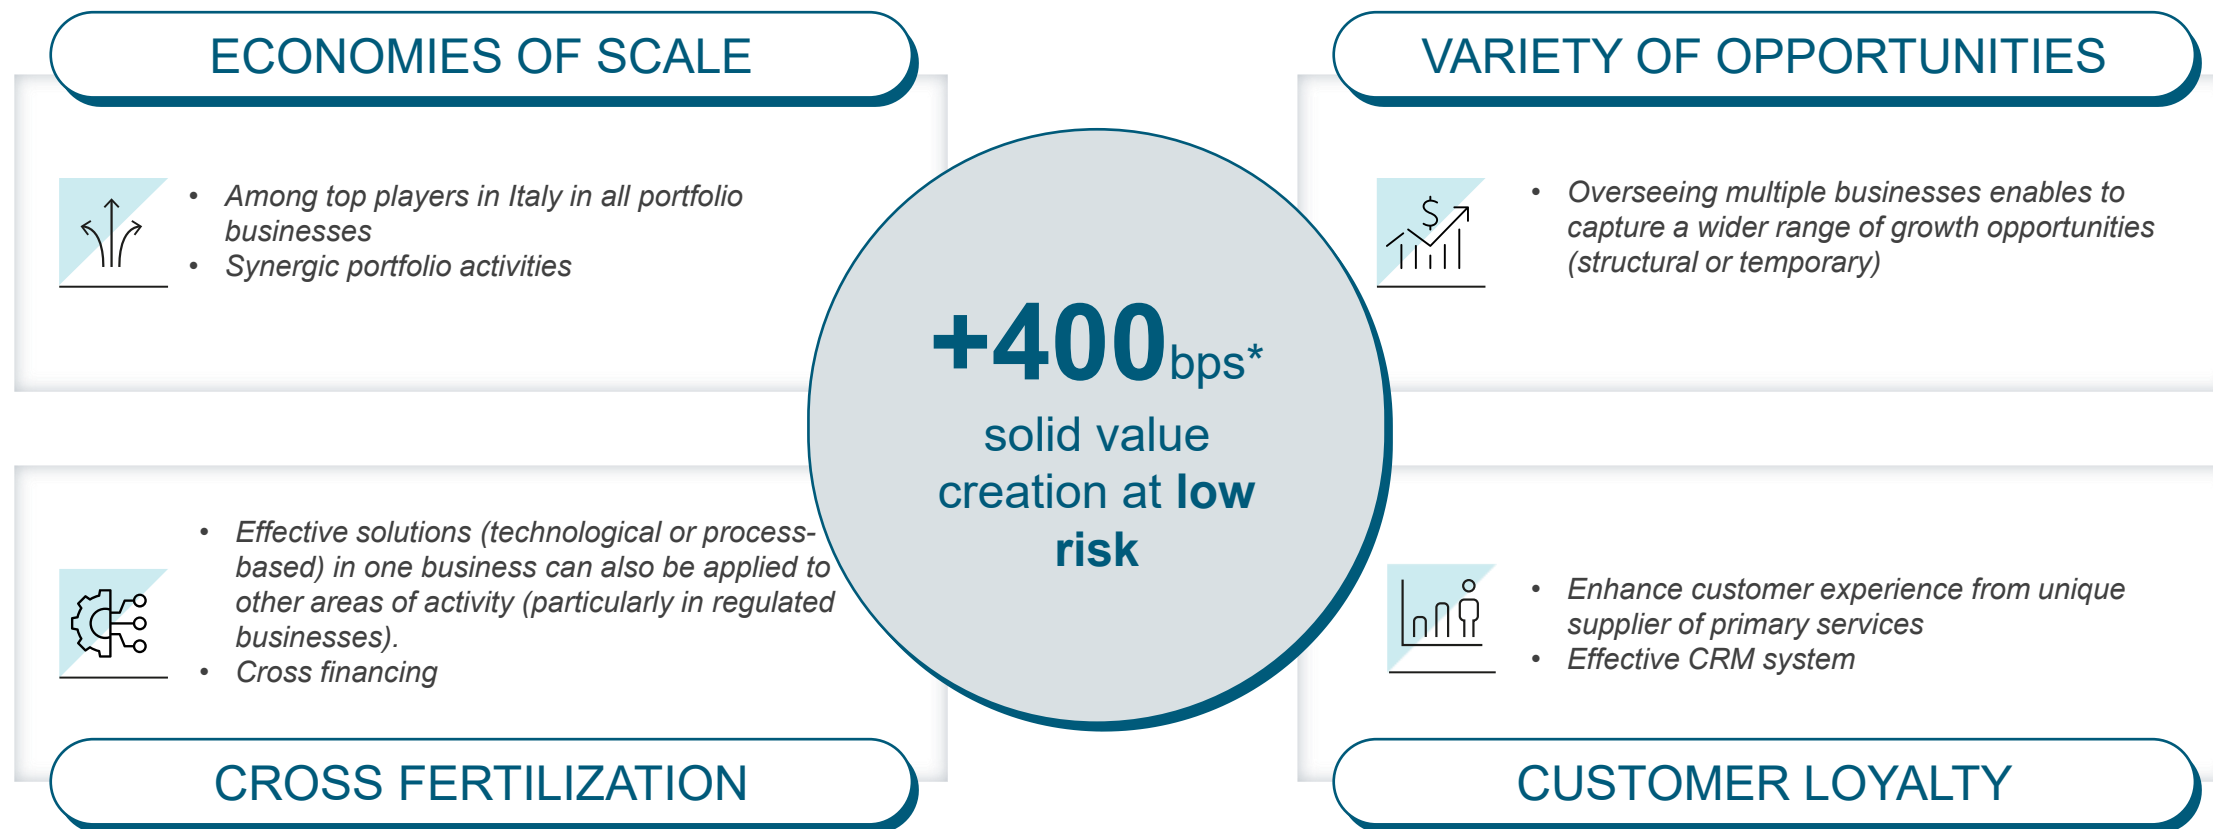 ECONOMIES OF SCALE
• Among top players in Italy in all portfolio
businesses
• Synergic portfolio activities
VARIETY OF OPPORTUNITIES
• Overseeing multiple businesses enables to
capture a wider range of growth opportunities
(structural or temporary)
+400bps*
solid value
creation at low
risk
• Effective solutions (technological or process-
based) in one business can also be applied to
other areas of activity (particularly in regulated
businesses).
• Cross financing
CROSS FERTILIZATION
• Enhance customer experience from unique
supplier of primary services
• Effective CRM system
CUSTOMER LOYALTY